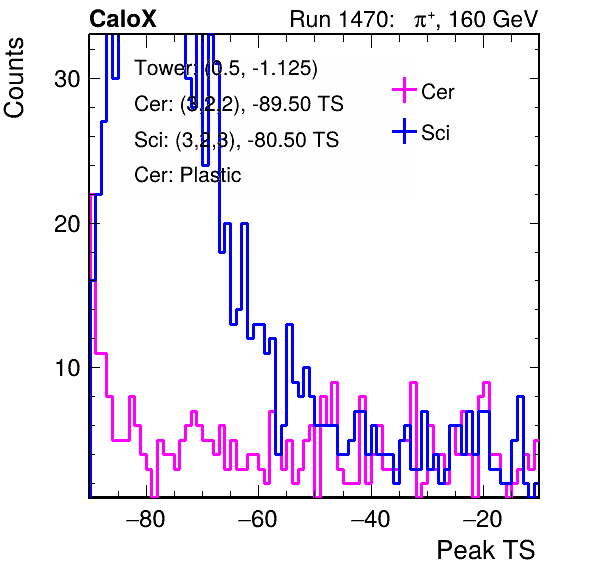 CaloX Run 1470: π⁺, 160 GeV
Counts
Tower: (0.5, -1.125)
Cer: (3,2,2), -89.50 TS
Sci: (3,2,3), -80.50 TS
Cer: Plastic
Cer
Sci
30
20
10
−80 −60 −40 −20
Peak TS